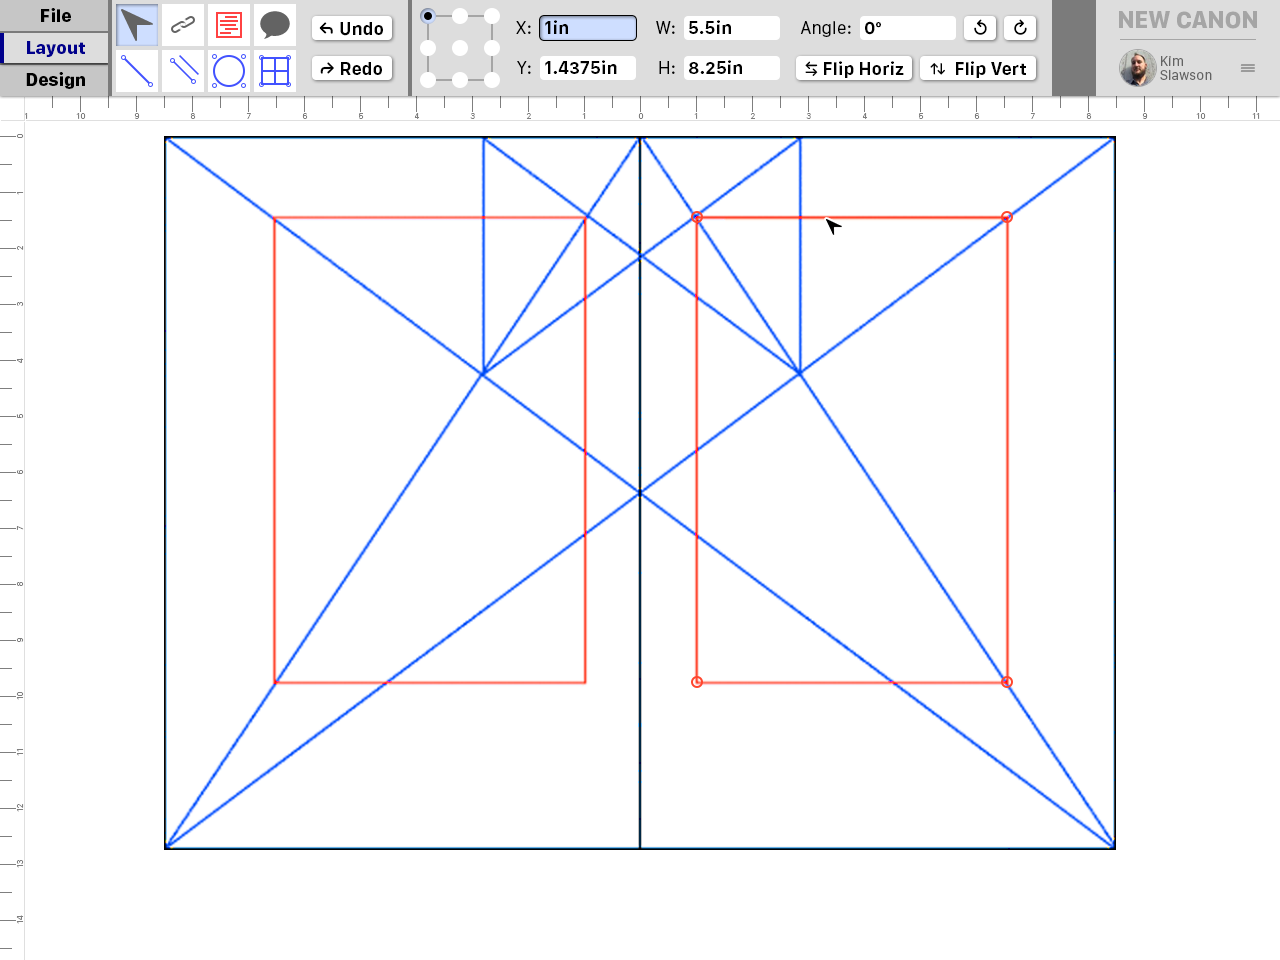 File
Layout
Design
Undo
Redo
X: 1in W: 5.5in Angle: 0°
Y: 1.4375in H: 8.25in Flip Horiz Flip Vert
NEW CANON
Kim
Slawson
1 10 9 8 7 6 5 4 3 2 1 0 1 2 3 4 5 6 7 8 9 10 11
0
1
2
3
4
5
6
7
8
9
10
11
12
13
14